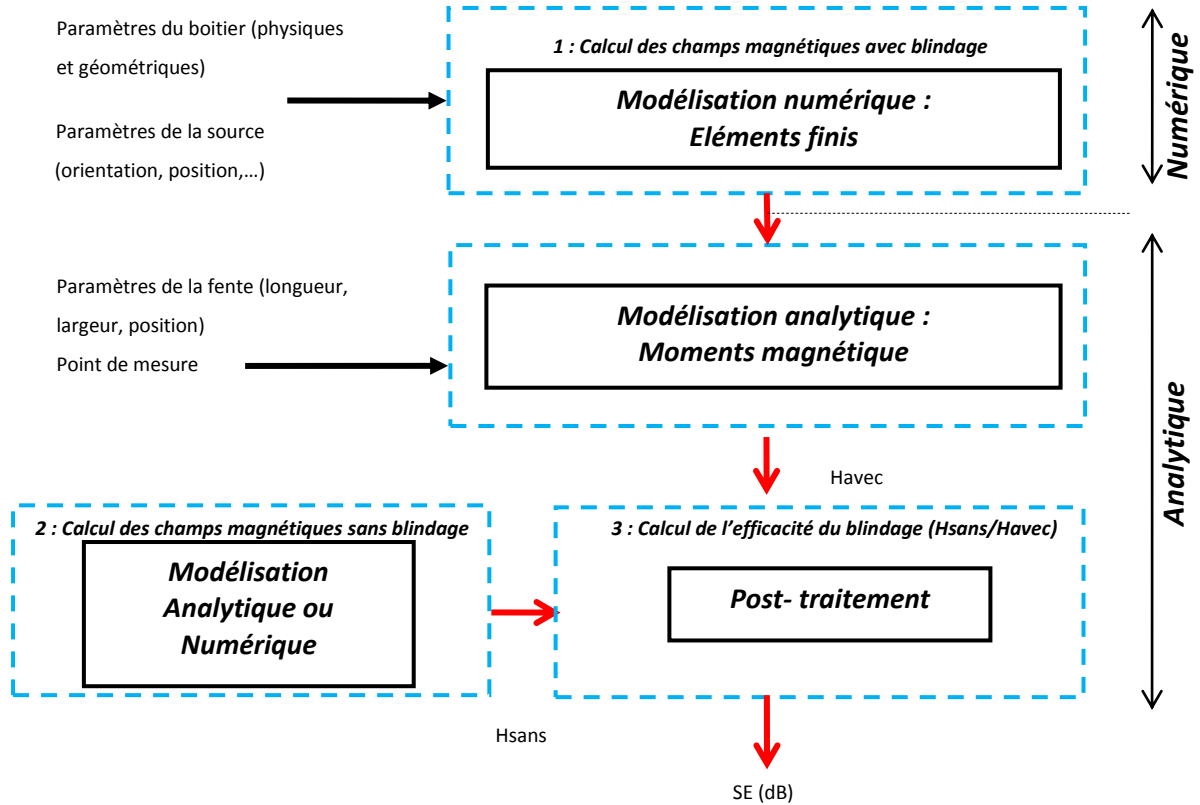 Paramètres du boitier (physiques
et géométriques)
Paramètres de la source
(orientation, position,…)
1 : Calcul des champs magnétiques avec blindage
Modélisation numérique :
Eléments finis
Numérique
Paramètres de la fente (longueur,
largeur, position)
Point de mesure
Modélisation analytique :
Moments magnétique
Analytique
Havec
2 : Calcul des champs magnétiques sans blindage
Modélisation
Analytique ou
Numérique
3 : Calcul de l’efficacité du blindage (Hsans/Havec)
Post- traitement
Hsans
SE (dB)